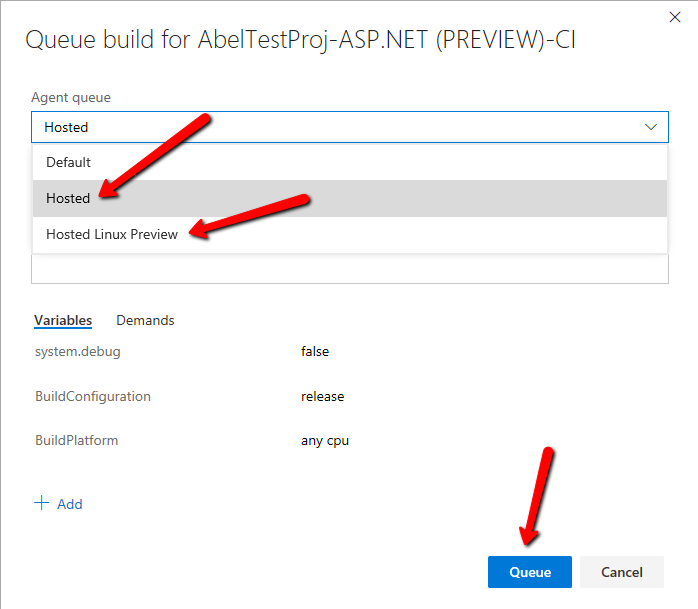 Queue build for AbelTestProj-ASP.NET (PREVIEW)-CI
Agent queue
Hosted
Default
Hosted
Hosted Linux Preview
Variables Demands
system.debug false
BuildConfiguration release
BuildPlatform any cpu
Add
Queue Cancel